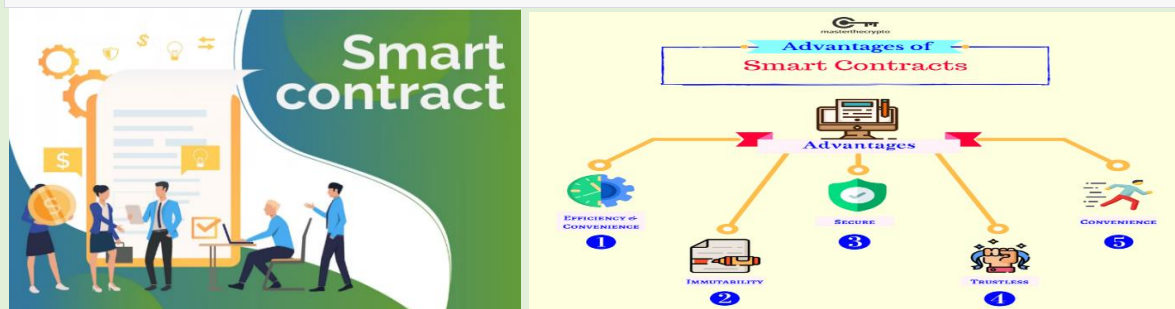 Smart
contract
$
$
$
masterthecrypto
Advantages of
Smart Contracts
Advantages
Efficiency &
Convenience
1
Immutability
2
Secure
3
Trustless
4
Convenience
5